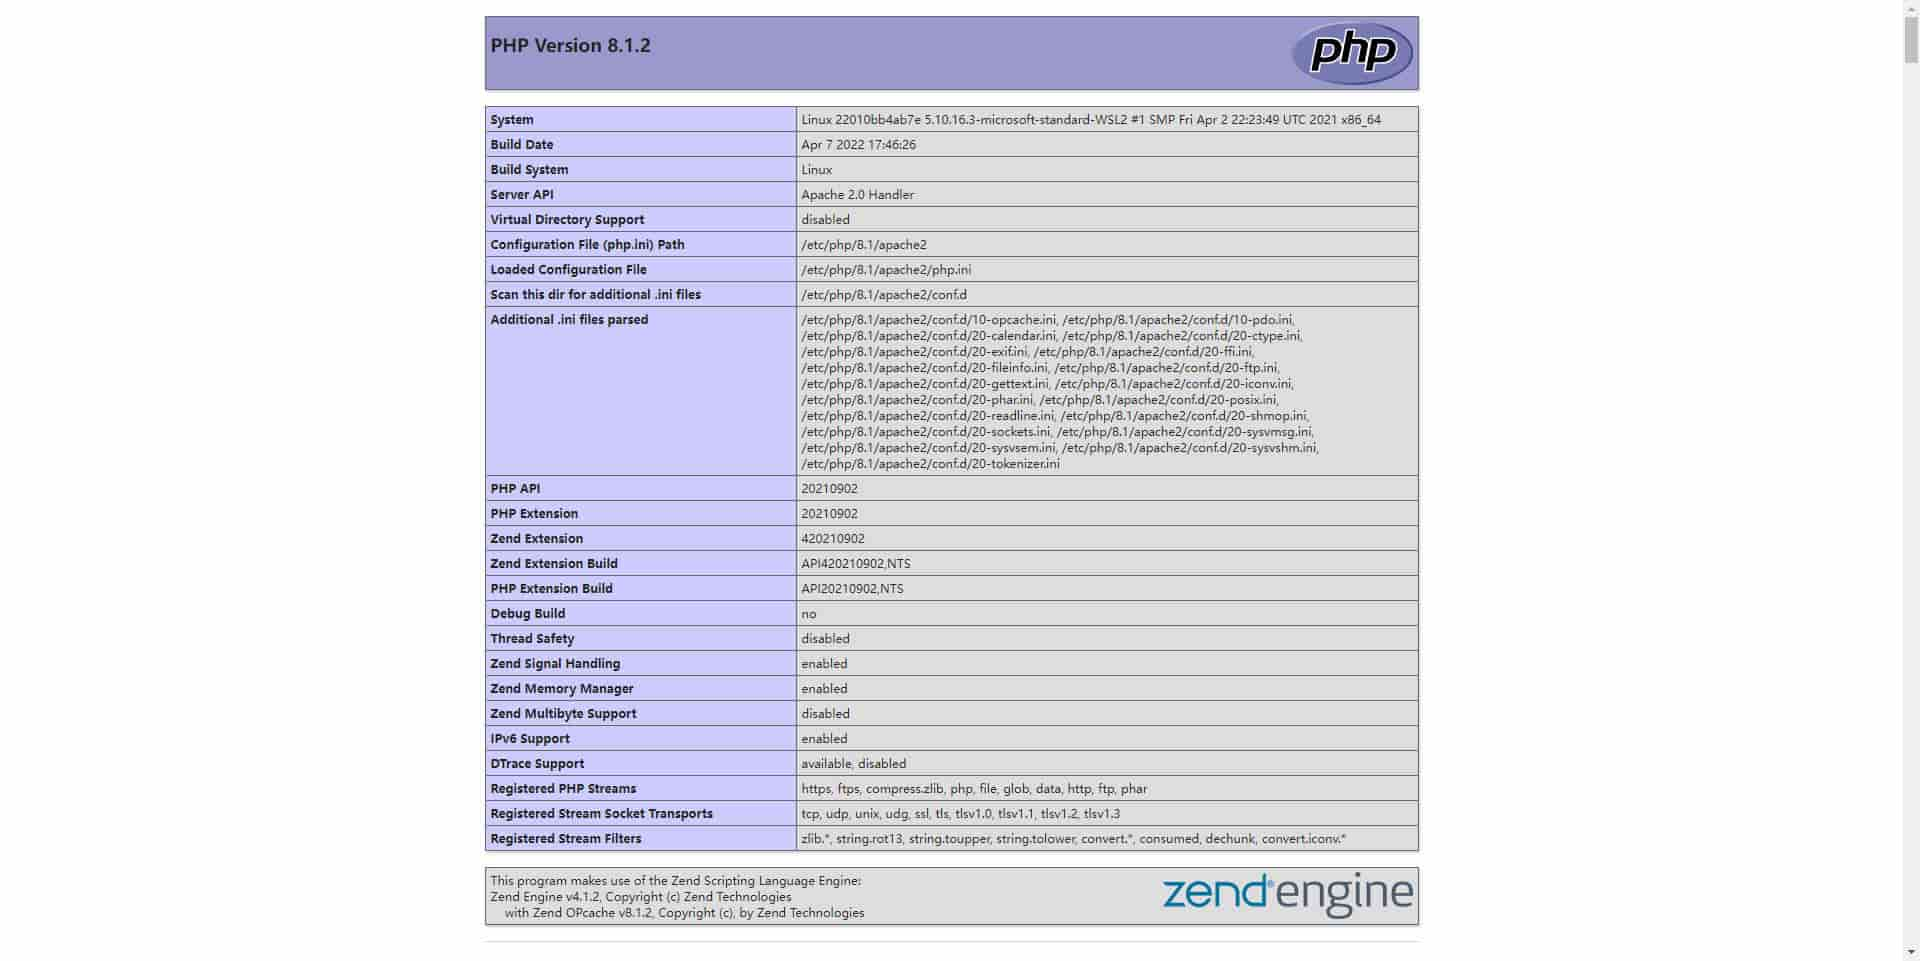 PHP Version 8.1.2
php
System Linux 22010bb4ab7e 5.10.16.3-microsoft-standard-WSL2 #1 SMP Fri Apr 2 22:23:49 UTC 2021 x86_64
Build Date Apr 7 2022 17:46:26
Build System Linux
Server API Apache 2.0 Handler
Virtual Directory Support disabled
Configuration File (php.ini) Path /etc/php/8.1/apache2
Loaded Configuration File /etc/php/8.1/apache2/php.ini
Scan this dir for additional .ini files /etc/php/8.1/apache2/conf.d
Additional .ini files parsed /etc/php/8.1/apache2/conf.d/10-opcache.ini, /etc/php/8.1/apache2/conf.d/10-pdo.ini,
/etc/php/8.1/apache2/conf.d/20-calendar.ini, /etc/php/8.1/apache2/conf.d/20-ctype.ini,
/etc/php/8.1/apache2/conf.d/20-exif.ini, /etc/php/8.1/apache2/conf.d/20-ffi.ini,
/etc/php/8.1/apache2/conf.d/20-fileinfo.ini, /etc/php/8.1/apache2/conf.d/20-ftp.ini,
/etc/php/8.1/apache2/conf.d/20-gettext.ini, /etc/php/8.1/apache2/conf.d/20-iconv.ini,
/etc/php/8.1/apache2/conf.d/20-phar.ini, /etc/php/8.1/apache2/conf.d/20-posix.ini,
/etc/php/8.1/apache2/conf.d/20-readline.ini, /etc/php/8.1/apache2/conf.d/20-shmop.ini,
/etc/php/8.1/apache2/conf.d/20-sockets.ini, /etc/php/8.1/apache2/conf.d/20-sysvmsg.ini,
/etc/php/8.1/apache2/conf.d/20-sysvsem.ini, /etc/php/8.1/apache2/conf.d/20-sysvshm.ini,
/etc/php/8.1/apache2/conf.d/20-tokenizer.ini
PHP API 20210902
PHP Extension 20210902
Zend Extension 420210902
Zend Extension Build API420210902,NTS
PHP Extension Build API20210902,NTS
Debug Build no
Thread Safety disabled
Zend Signal Handling enabled
Zend Memory Manager enabled
Zend Multibyte Support disabled
IPv6 Support enabled
DTrace Support available, disabled
Registered PHP Streams https, ftps, compress.zlib, php, file, glob, data, http, ftp, phar
Registered Stream Socket Transports tcp, udp, unix, udg, ssl, tls, tlsv1.0, tlsv1.1, tlsv1.2, tlsv1.3
Registered Stream Filters zlib.*, string.rot13, string.toupper, string.tolower, convert.*, consumed, dechunk, convert.iconv.*
This program makes use of the Zend Scripting Language Engine:
Zend Engine v4.1.2, Copyright (c) Zend Technologies
with Zend OPcache v8.1.2, Copyright (c), by Zend Technologies
zend®engine